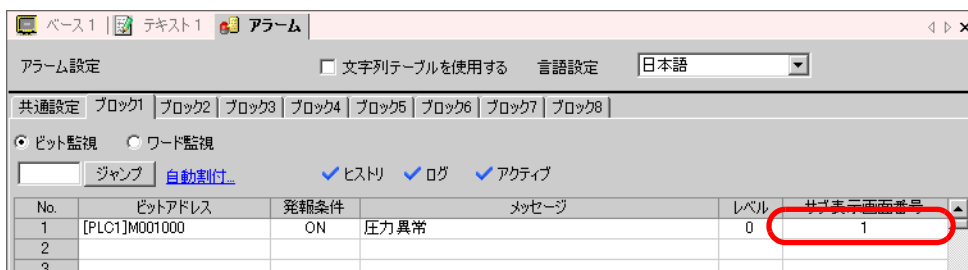 ベース1 テキスト1 アラーム
アラーム設定 文字列テーブルを使用する 言語設定 日本語
共通設定 ブロック1 ブロック2 ブロック3 ブロック4 ブロック5 ブロック6 ブロック7 ブロック8
ビット監視 ワード監視
ジャンプ 自動割付... ヒストリ ログ アクティブ
No. ビットアドレス 発報条件 メッセージ レベル サブ表示画面番号
1 [PLC1]M001000 ON 圧力異常 0 1
2
3